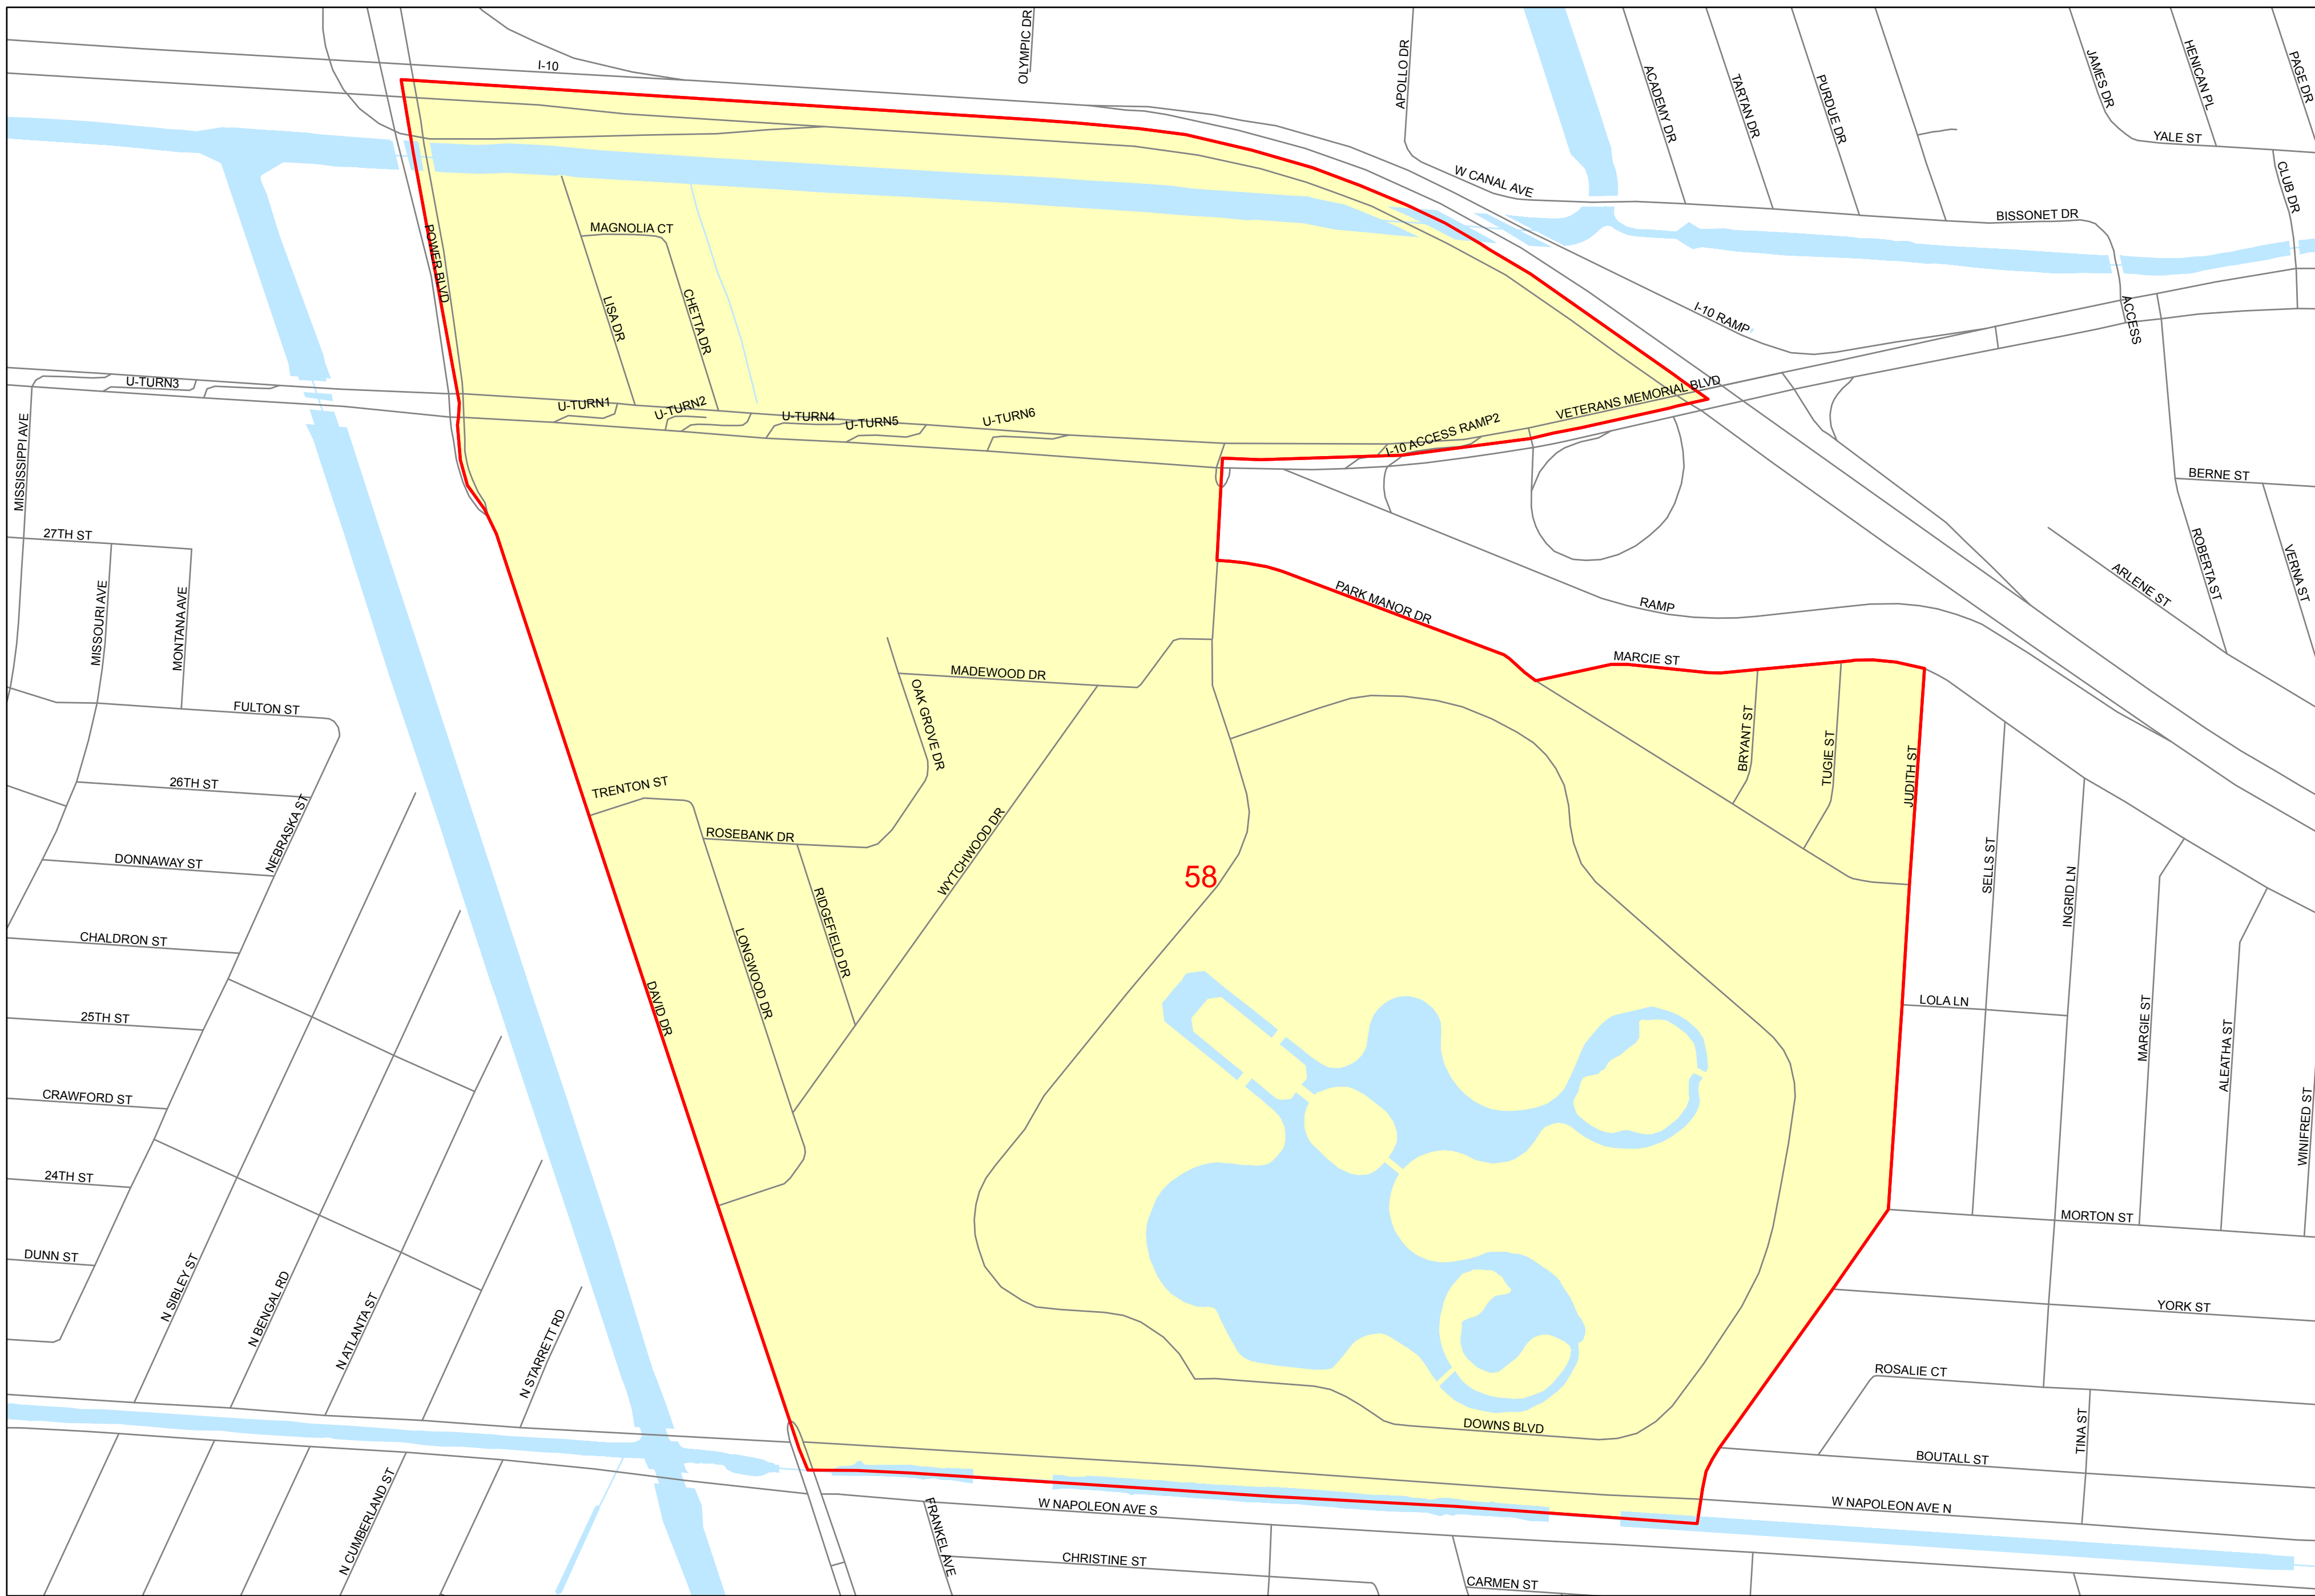 OLYMPIC DR
I-10
APOLLO DR
ACADEMY DR
TARTAN DR
PURDUE DR
JAMES DR
HENICAN PL
PAGE DR
YALE ST
CLUB DR
W CANAL AVE
BISSONET DR
MAGNOLIA CT
POWER BLVD
LISA DR
CHETTA DR
I-10 RAMP
ACCESS
U-TURN3
U-TURN1
U-TURN2
U-TURN4
U-TURN5
U-TURN6
I-10 ACCESS RAMP2
VETERANS MEMORIAL BLVD
MISSISSIPPI AVE
BERNE ST
27TH ST
ROBERTA ST
VERNA ST
ARLENE ST
MISSOURI AVE
MONTANA AVE
PARK MANOR DR
RAMP
MARCIE ST
MADEWOOD DR
OAK GROVE DR
FULTON ST
BRYANT ST
TUGIE ST
JUDITH ST
26TH ST
TRENTON ST
NEBRASKA ST
ROSEBANK DR
WYTCHWOOD DR
DONNAWAY ST
58
SELLS ST
INGRID LN
RIDGEFIELD DR
CHALDRON ST
LONGWOOD DR
DAVID DR
LOLA LN
25TH ST
MARGIE ST
ALEATHA ST
CRAWFORD ST
WINIFRED ST
24TH ST
MORTON ST
DUNN ST
N SIBLEY ST
N BENGAL RD
N ATLANTA ST
N STARRETT RD
YORK ST
ROSALIE CT
DOWNS BLVD
TINA ST
BOUTALL ST
W NAPOLEON AVE S
W NAPOLEON AVE N
N CUMBERLAND ST
FRANKEL AVE
CHRISTINE ST
CARMEN ST